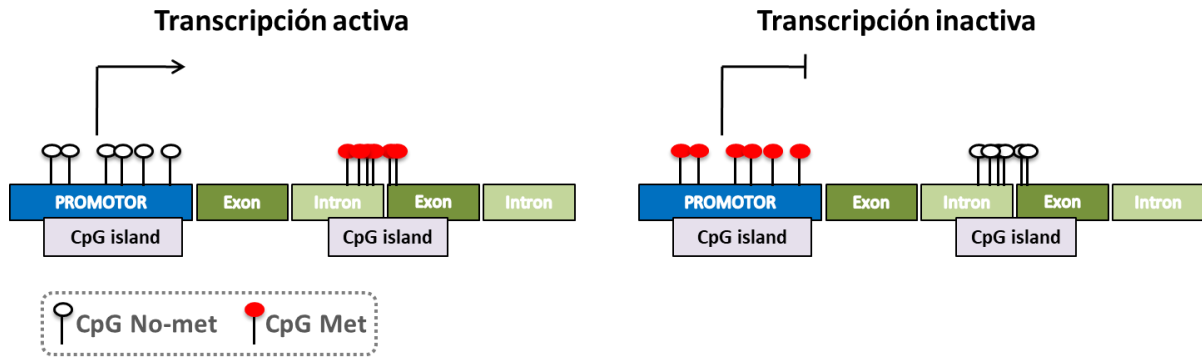 Transcripción activa
Transcripción inactiva
PROMOTOR Exon Intron Exon Intron
CpG island CpG island
PROMOTOR Exon Intron Exon Intron
CpG island CpG island
CpG No-met CpG Met